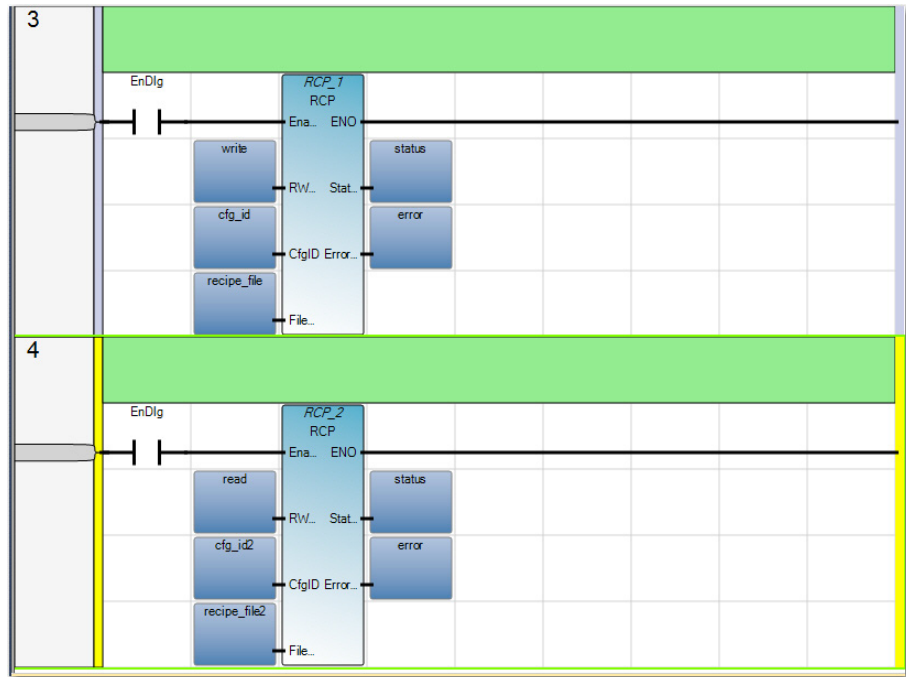 3
EnDlg
RCP_1
RCP
Ena... ENO
write
status
RW... Stat...
cfg_id
error
CfgID Error...
recipe_file
File...
4
EnDlg
RCP_2
RCP
Ena... ENO
read
status
RW... Stat...
cfg_id2
error
CfgID Error...
recipe_file2
File...